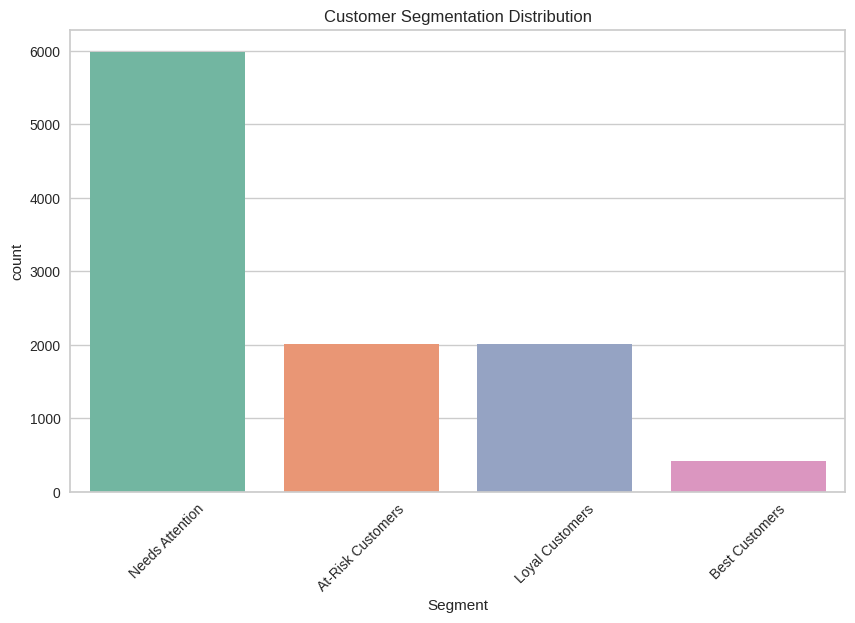 Customer Segmentation Distribution
6000
5000
4000
3000
2000
1000
0
count
Needs Attention
At-Risk Customers
Loyal Customers
Best Customers
Segment